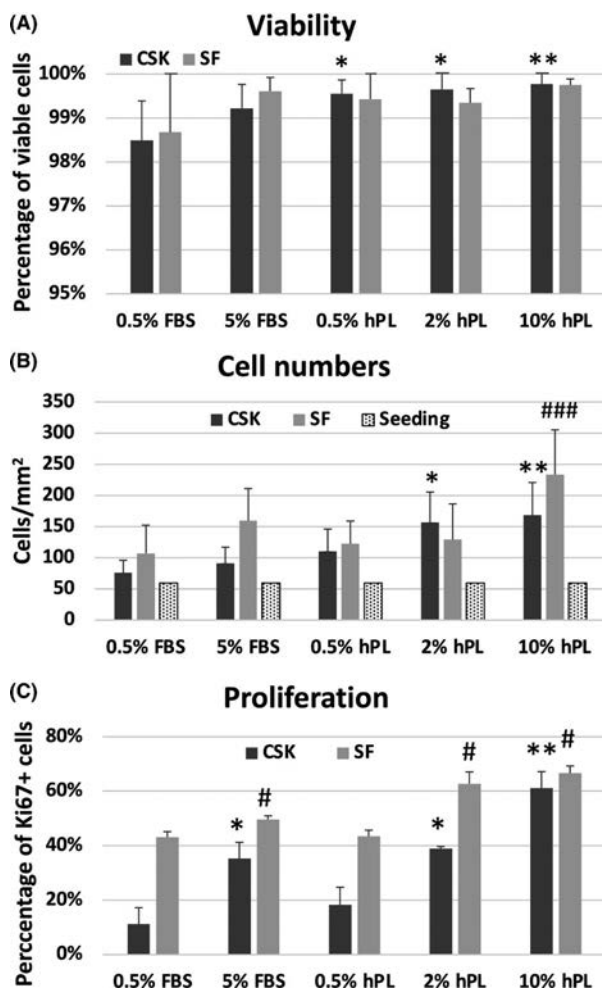 (A)
Viability
CSK SF
* * **
Percentage of viable cells
100%
99%
98%
97%
96%
95%
0.5% FBS 5% FBS 0.5% hPL 2% hPL 10% hPL
(B)
Cell numbers
CSK SF Seeding
###
* **
Cells/mm²
350
300
250
200
150
100
50
0
0.5% FBS 5% FBS 0.5% hPL 2% hPL 10% hPL
(C)
Proliferation
CSK SF
* # * # ** #
Perccentage of Ki67+ cells
80%
60%
40%
20%
0%
0.5% FBS 5% FBS 0.5% hPL 2% hPL 10% hPL